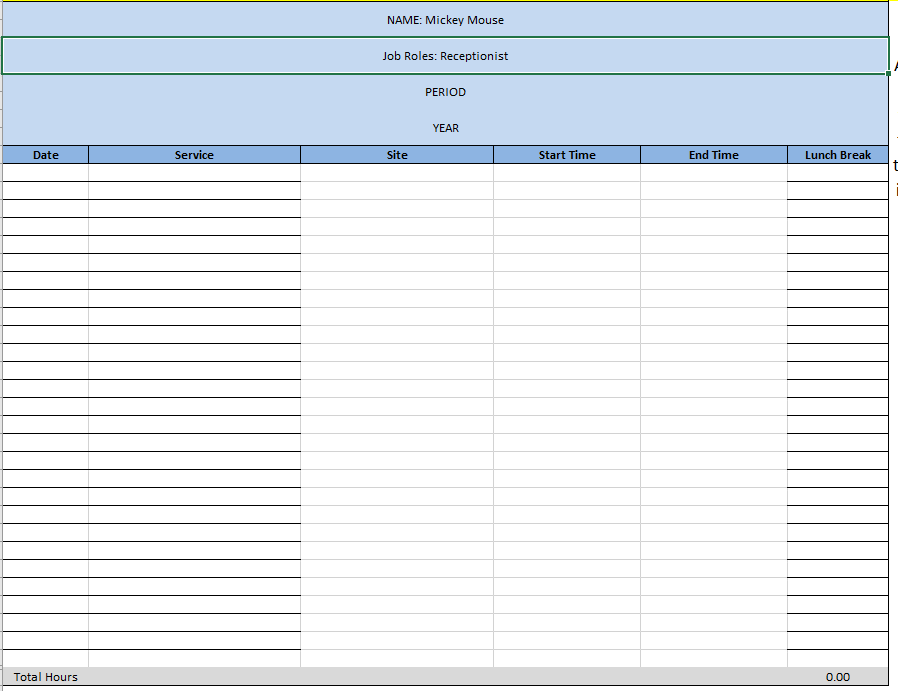 NAME: Mickey Mouse
Job Roles: Receptionist
PERIOD
YEAR
Date Service Site Start Time End Time Lunch Break
Total Hours 0.00